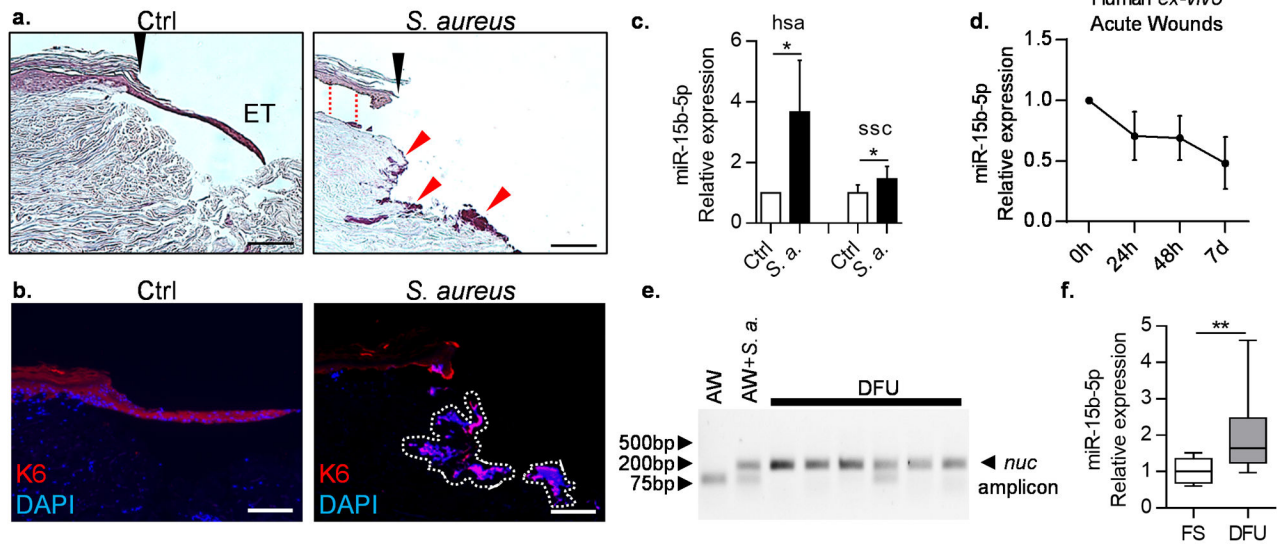 a.
Ctrl
S. aureus
ET
b.
Ctrl
S. aureus
K6
DAPI
K6
DAPI
c.
hsa
miR-15b-5p
Relative expression
6
4
2
0
*
ssc
*
Ctrl
S. a.
Ctrl
S. a.
d.
Human ex-vivo
Acute Wounds
miR-15b-5p
Relative expression
1.5
1.0
0.5
0.0
0h
24h
48h
7d
e.
AW
AW+S. a.
DFU
500bp
200bp
75bp
nuc
amplicon
f.
miR-15b-5p
Relative expression
5
4
3
2
1
0
**
FS
DFU